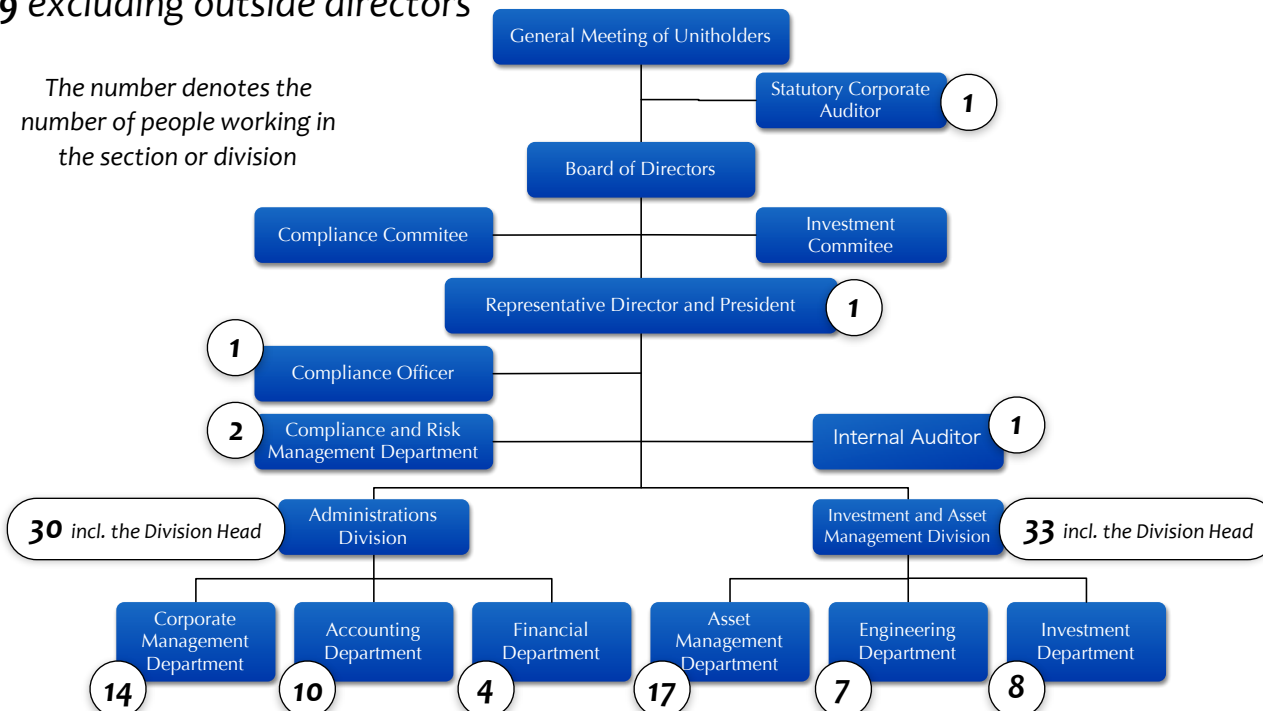 9 excluding outside directors
The number denotes the
number of people working in
the section or division
General Meeting of Unitholders
Statutory Corporate
Auditor
1
Board of Directors
Compliance Commitee
Investment
Commitee
Representative Director and President
1
1
Compliance Officer
2
Compliance and Risk
Management Department
Internal Auditor
1
30 incl. the Division Head
Administrations
Division
Investment and Asset
Management Division
33 incl. the Division Head
Corporate
Management
Department
14
Accounting
Department
10
Financial
Department
4
Asset
Management
Department
17
Engineering
Department
7
Investment
Department
8